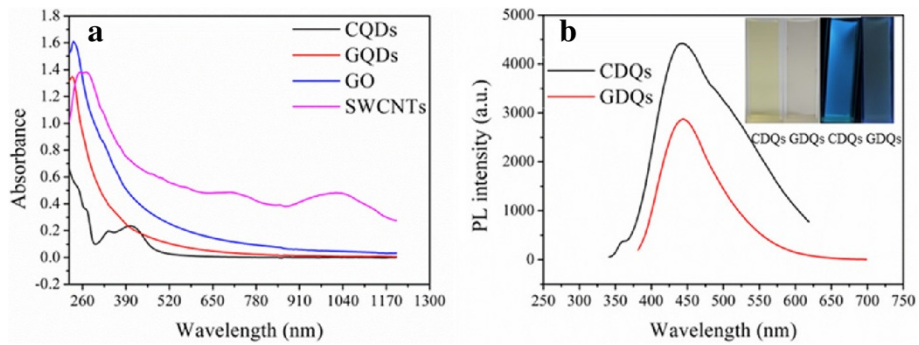 a
CQDs
GQDs
GO
SWCNTs
1.8
1.6
1.4
1.2
1.0
0.8
0.6
0.4
0.2
0.0
-0.2
Absorbance
260 390 520 650 780 910 1040 1170 1300
Wavelength (nm)
b
CDQs
GDQs
CDQs GDQs CDQs GDQs
5000
4000
3000
2000
1000
0
PL intensity (a.u.)
250 300 350 400 450 500 550 600 650 700 750
Wavelength (nm)